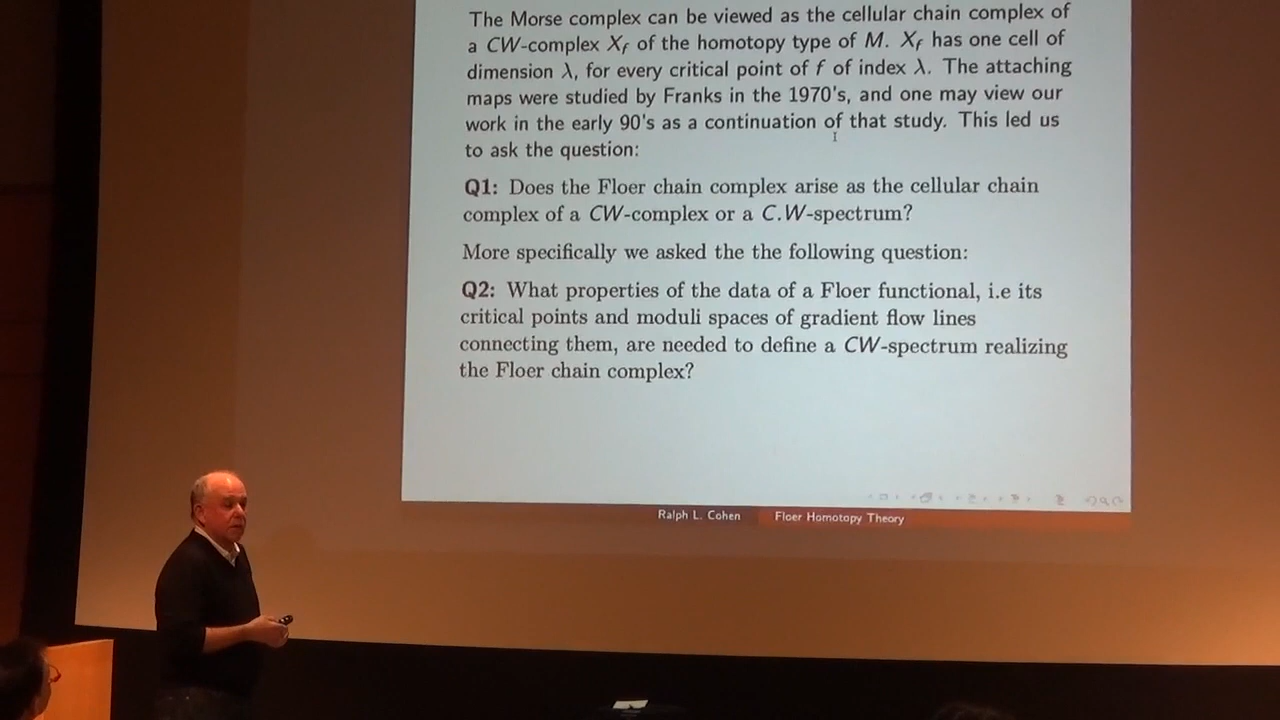 The Morse complex can be viewed as the cellular chain complex of
a CW-complex X_f of the homotopy type of M. X_f has one cell of
dimension λ, for every critical point of f of index λ. The attaching
maps were studied by Franks in the 1970's, and one may view our
work in the early 90's as a continuation of that study. This led us
to ask the question:
Q1: Does the Floer chain complex arise as the cellular chain
complex of a CW-complex or a C.W-spectrum?
More specifically we asked the the following question:
Q2: What properties of the data of a Floer functional, i.e its
critical points and moduli spaces of gradient flow lines
connecting them, are needed to define a CW-spectrum realizing
the Floer chain complex?
Ralph L. Cohen Floer Homotopy Theory